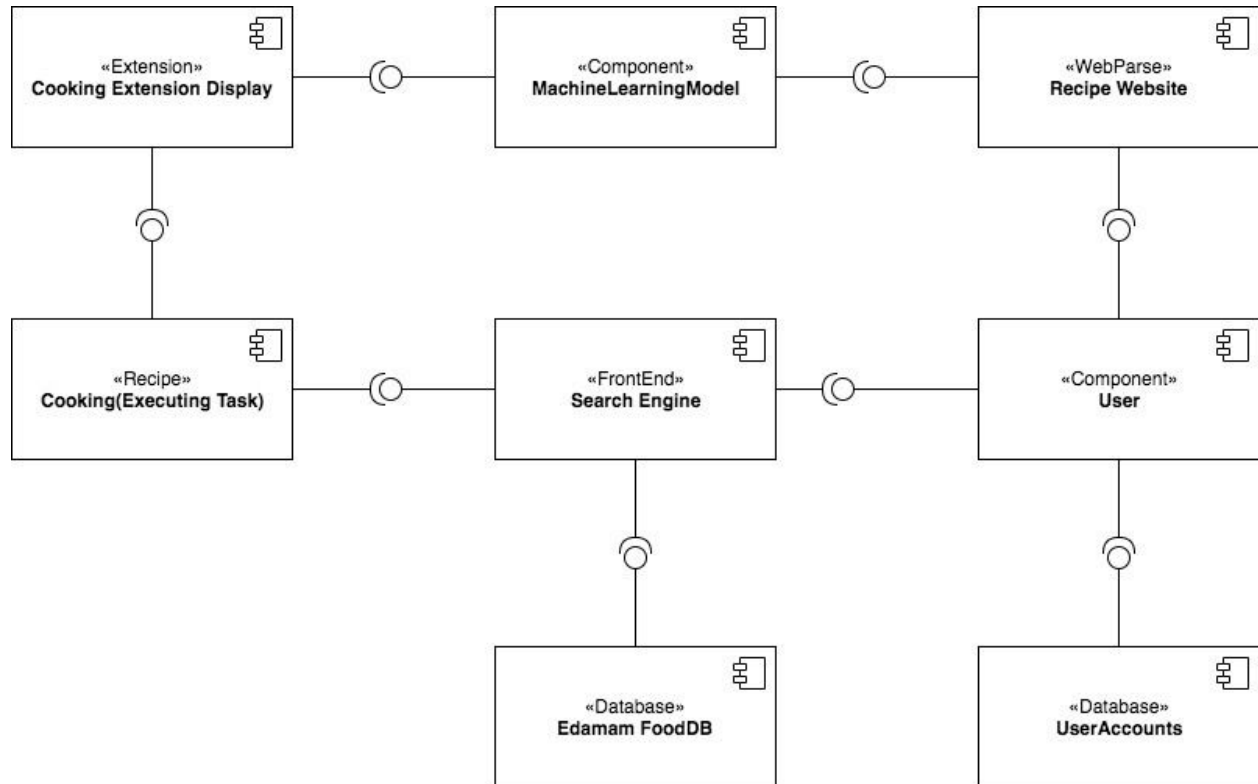 «Extension»
Cooking Extension Display
«Component»
MachineLearningModel
«WebParse»
Recipe Website
«Recipe»
Cooking(Executing Task)
«FrontEnd»
Search Engine
«Component»
User
«Database»
Edamam FoodDB
«Database»
UserAccounts